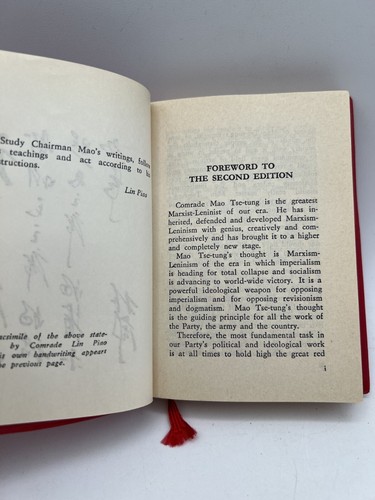 Study Chairman Mao's writings, follow
teachings and act according to his
structions.
Lin Piao
acsimile of the above state-
by Comrade Lin Piao
is own handwriting appears
he previous page.
FOREWORD TO
THE SECOND EDITION
Comrade Mao Tse-tung is the greatest
Marxist-Leninist of our era. He has in-
herited, defended and developed Marxism-
Leninism with genius, creatively and com-
prehensively and has brought it to a higher
and completely new stage.
Mao Tse-tung's thought is Marxism-
Leninism of the era in which imperialism
is heading for total collapse and socialism
is advancing to world-wide victory. It is a
powerful ideological weapon for opposing
imperialism and for opposing revisionism
and dogmatism. Mao Tse-tung's thought
is the guiding principle for all the work of
the Party, the army and the country.
Therefore, the most fundamental task in
our Party's political and ideological work
is at all times to hold high the great red
i